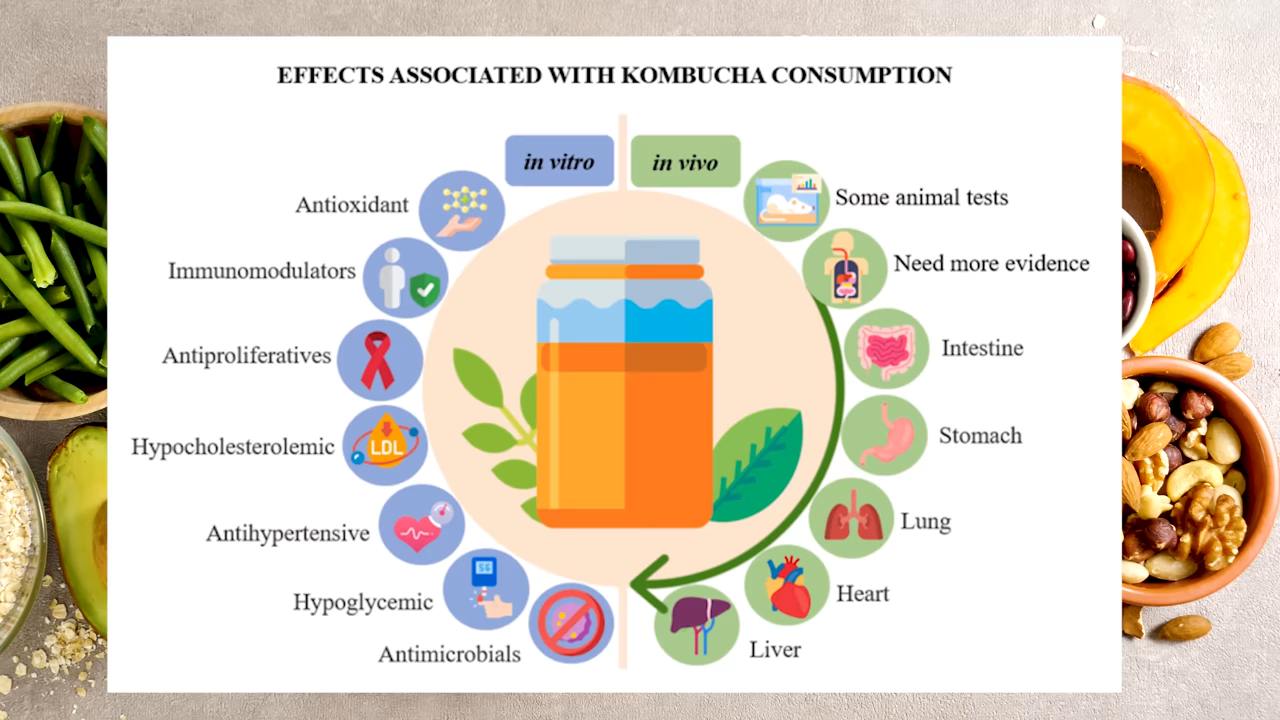 EFFECTS ASSOCIATED WITH KOMBUCHA CONSUMPTION
in vitro
in vivo
Antioxidant
Immunomodulators
Antiproliferatives
Hypocholesterolemic
LDL
Antihypertensive
Hypoglycemic
Antimicrobials
Some animal tests
Need more evidence
Intestine
Stomach
Lung
Heart
Liver